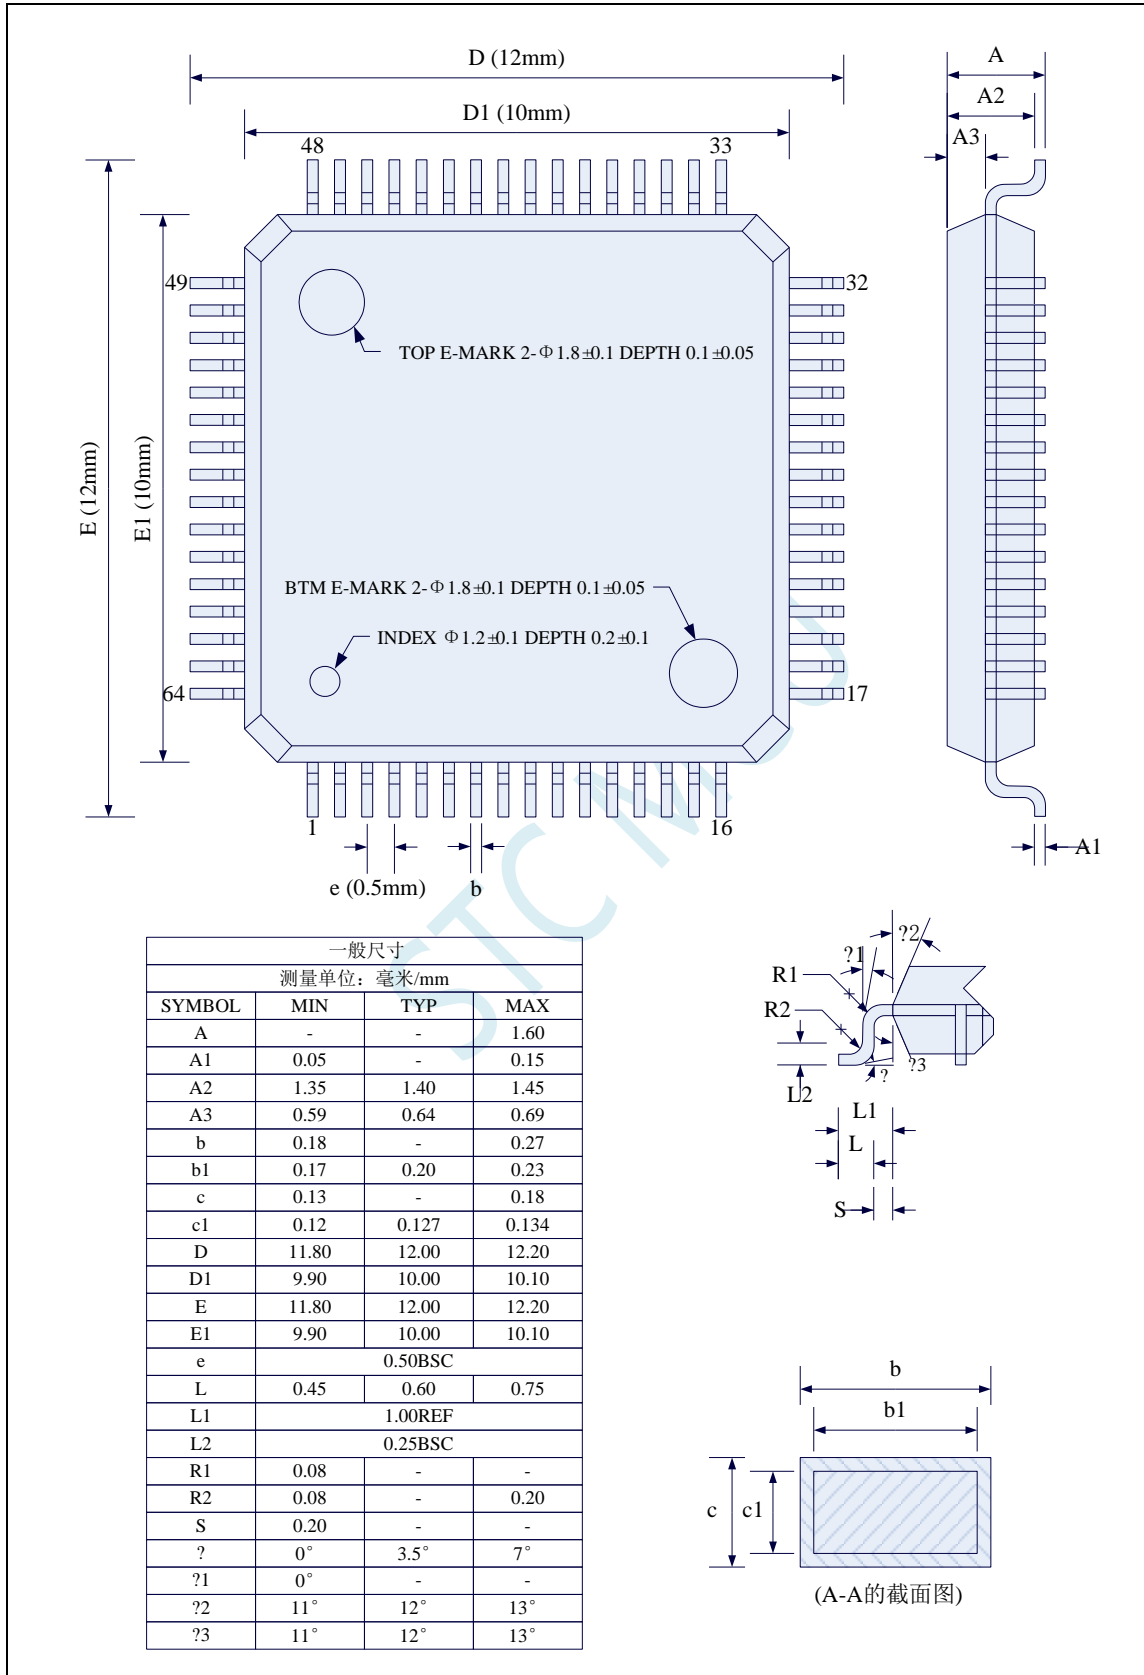 D (12mm)
D1 (10mm)
48
33
A
A2
A3
49
32
TOP E-MARK 2-Φ1.8±0.1 DEPTH 0.1±0.05
E (12mm)
E1 (10mm)
BTM E-MARK 2-Φ1.8±0.1 DEPTH 0.1±0.05
INDEX Φ1.2±0.1 DEPTH 0.2±0.1
64
17
1
16
A1
e (0.5mm)
b
STC MCU
一般尺寸
测量单位：毫米/mm
SYMBOL MIN TYP MAX
A - - 1.60
A1 0.05 - 0.15
A2 1.35 1.40 1.45
A3 0.59 0.64 0.69
b 0.18 - 0.27
b1 0.17 0.20 0.23
c 0.13 - 0.18
c1 0.12 0.127 0.134
D 11.80 12.00 12.20
D1 9.90 10.00 10.10
E 11.80 12.00 12.20
E1 9.90 10.00 10.10
e 0.50BSC
L 0.45 0.60 0.75
L1 1.00REF
L2 0.25BSC
R1 0.08 - -
R2 0.08 - 0.20
S 0.20 - -
? 0° 3.5° 7°
?1 0° - -
?2 11° 12° 13°
?3 11° 12° 13°
?2
?1
R1
R2
?3
?
L2
L1
L
S
b
b1
c
c1
(A-A的截面图)